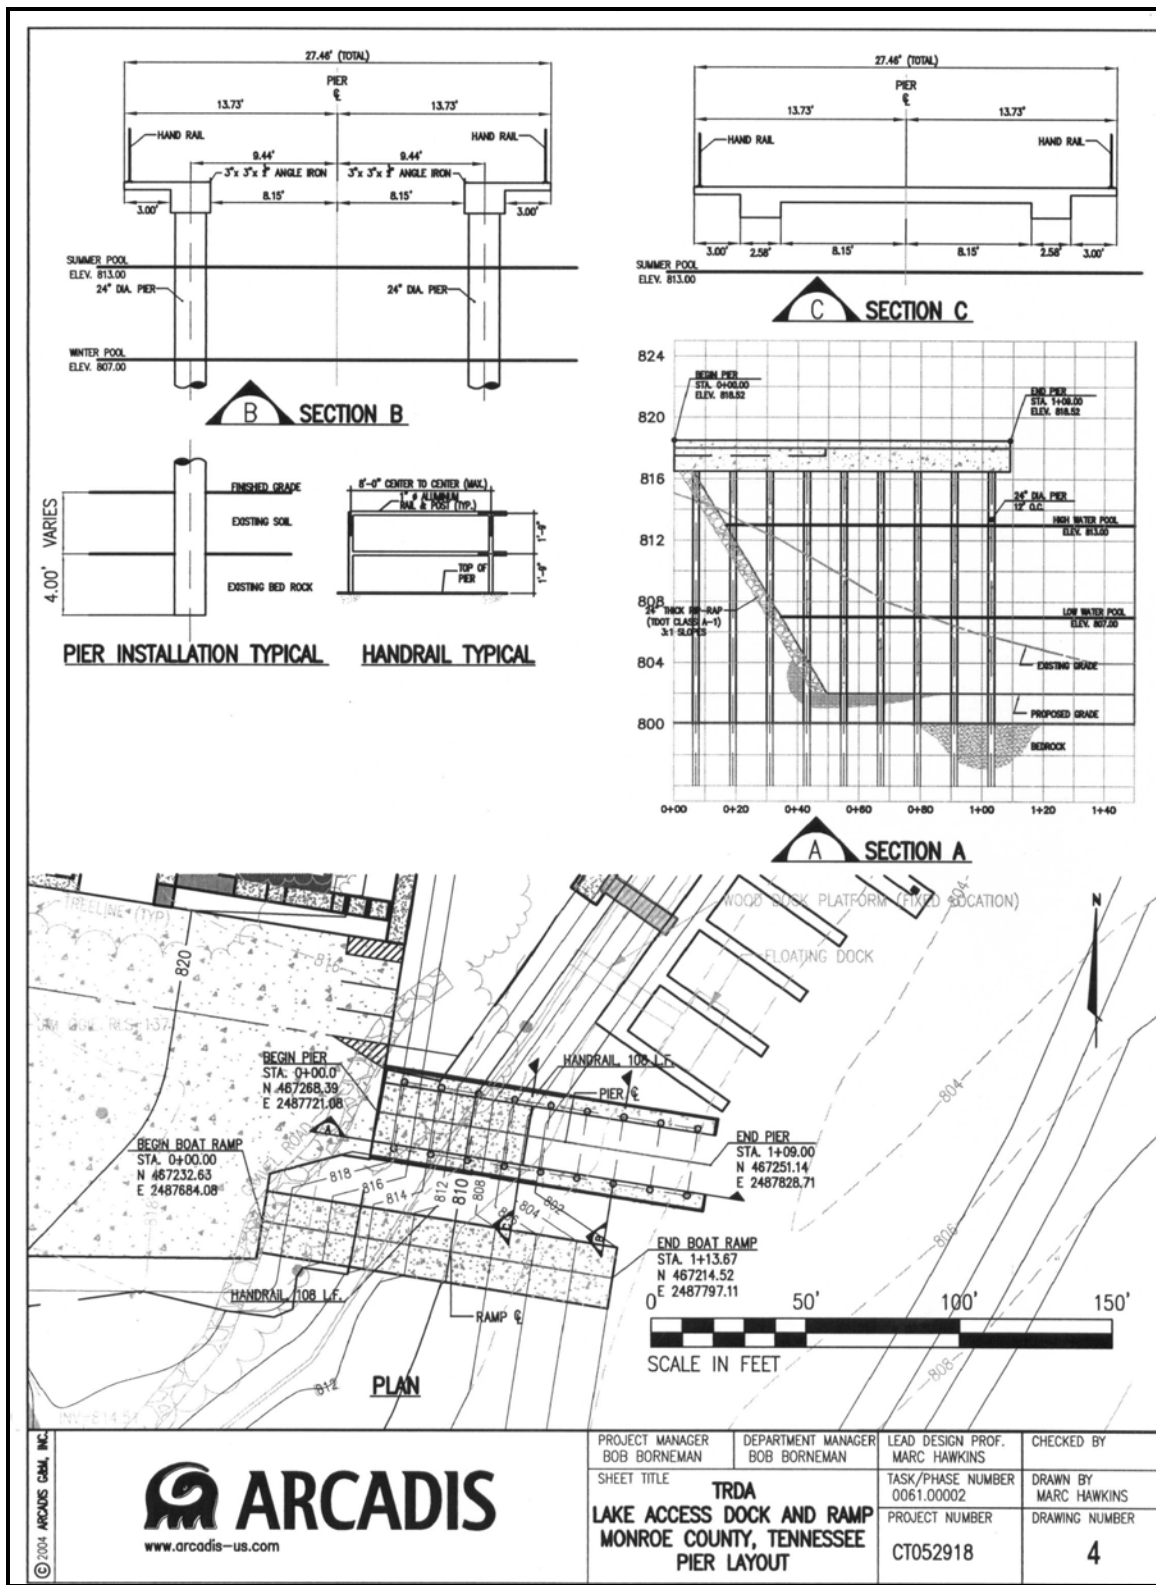 27.46' (TOTAL)
PIER
℄
13.73' 13.73'
HAND RAIL HAND RAIL
9.44' 9.44'
3"x 3"x ½" ANGLE IRON 3"x 3"x ½" ANGLE IRON
3.00' 8.15' 8.15' 3.00'
SUMMER POOL
ELEV. 813.00
24" DIA. PIER 24" DIA. PIER
WINTER POOL
ELEV. 807.00
B SECTION B
27.46' (TOTAL)
PIER
℄
13.73' 13.73'
HAND RAIL HAND RAIL
3.00' 2.58' 8.15' 8.15' 2.58' 3.00'
SUMMER POOL
ELEV. 813.00
C SECTION C
FINISHED GRADE
EXISTING SOIL
EXISTING BED ROCK
4.00' VARIES
PIER INSTALLATION TYPICAL
8'-0" CENTER TO CENTER (MAX.)
1" ø ALUMINUM
RAIL & POST (TYP.)
TOP OF
PIER
1'-9"
1'-9"
HANDRAIL TYPICAL
824
820
816
812
808
804
800
BEGIN PIER
STA. 0+00.00
ELEV. 818.52
END PIER
STA. 1+09.00
ELEV. 818.52
24" DIA. PIER
12' O.C.
HIGH WATER POOL
ELEV. 813.00
24" THICK RIP-RAP
(TDOT CLASS A-1)
3:1 SLOPES
LOW WATER POOL
ELEV. 807.00
EXISTING GRADE
PROPOSED GRADE
BEDROCK
0+00 0+20 0+40 0+60 0+80 1+00 1+20 1+40
A SECTION A
TREELINE (TYP)
820
816
WOOD DOCK PLATFORM (FIXED LOCATION)
804
N
FLOATING DOCK
BEGIN PIER
STA. 0+00.0
N 467268.39
E 2487721.08
HANDRAIL, 108 L.F.
PIER ℄
804
A
BEGIN BOAT RAMP
STA. 0+00.00
N 467232.63
E 2487684.08
END PIER
STA. 1+09.00
N 467251.14
E 2487828.71
818
816
814
812
810
808
804
802
818
806
B
END BOAT RAMP
STA. 1+13.67
N 467214.52
E 2487797.11
HANDRAIL, 108 L.F.
RAMP ℄
0 50' 100' 150'
SCALE IN FEET
808
812
PLAN
© 2004 ARCADIS G&M, INC.
ARCADIS
www.arcadis-us.com
PROJECT MANAGER
BOB BORNEMAN
DEPARTMENT MANAGER
BOB BORNEMAN
LEAD DESIGN PROF.
MARC HAWKINS
CHECKED BY
SHEET TITLE
TRDA
LAKE ACCESS DOCK AND RAMP
MONROE COUNTY, TENNESSEE
PIER LAYOUT
TASK/PHASE NUMBER
0061.00002
DRAWN BY
MARC HAWKINS
PROJECT NUMBER
CT052918
DRAWING NUMBER
4